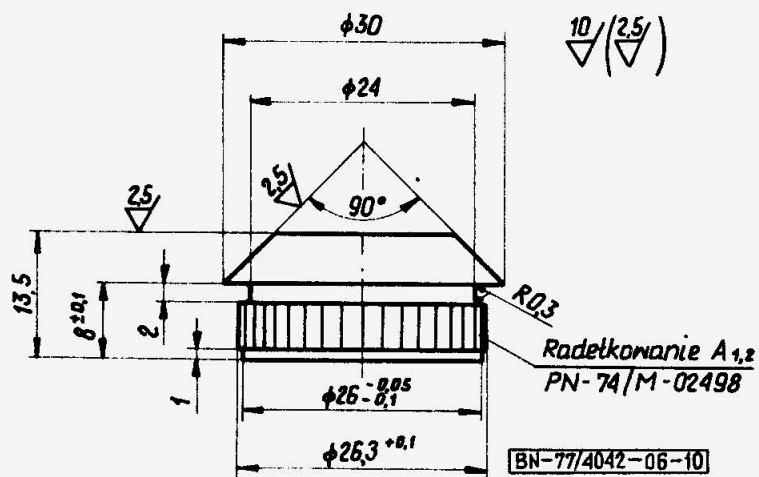 ϕ30
10/(2,5/)
ϕ24
2,5
2,5
90°
13,5
8±0,1
2
R0,3
Radełkowanie A 1,2
PN-74/M-02498
1
ϕ26 -0,05 -0,1
ϕ26,3 +0,1
BN-77/4042-06-10